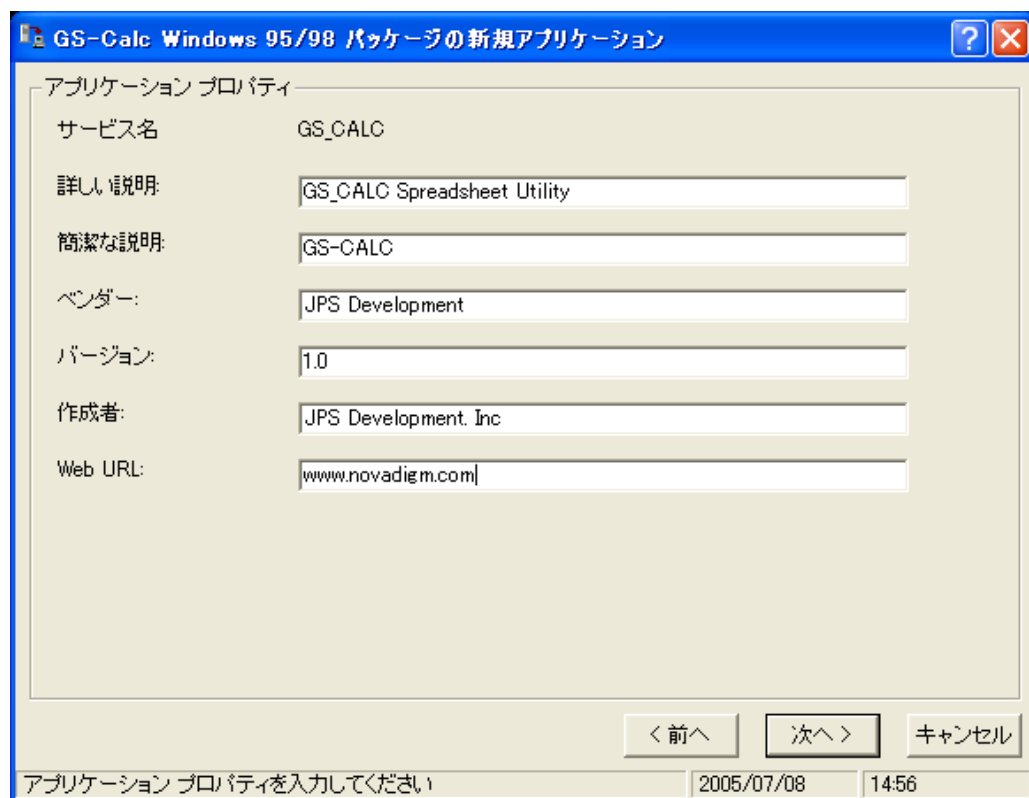 GS-Calc Windows 95/98 パッケージの新規アプリケーション
アプリケーション プロパティ
サービス名 GS_CALC
詳しい説明: GS_CALC Spreadsheet Utility
簡潔な説明: GS-CALC
ベンダー: JPS Development
バージョン: 1.0
作成者: JPS Development. Inc
Web URL: www.novadigm.com
< 前へ 次へ > キャンセル
アプリケーション プロパティを入力してください 2005/07/08 14:56